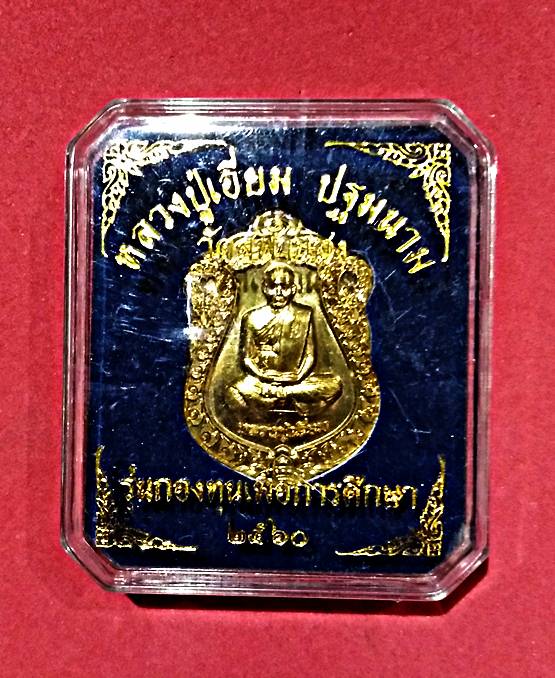 หลวงปู่เอี่ยม ปฐมนาม
รุ่นกองทุนเพื่อการศึกษา
๒๕๖๐